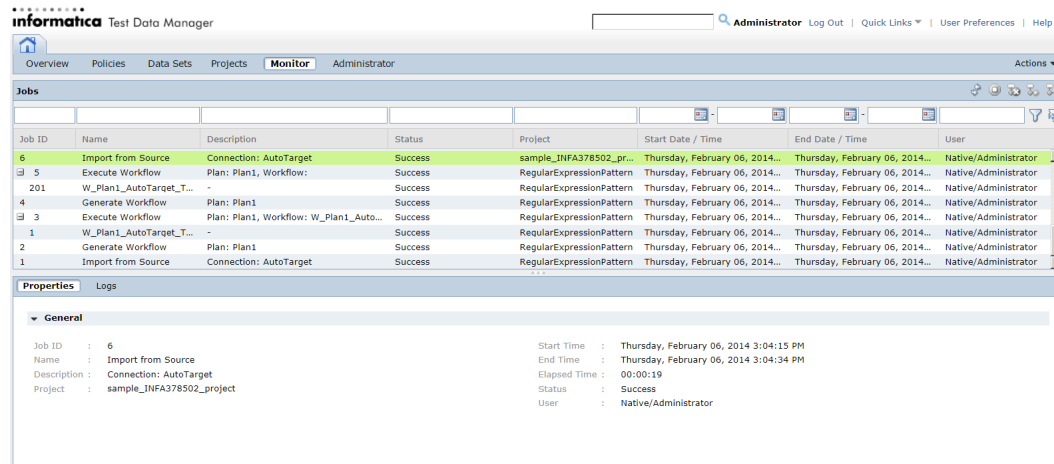 informatica Test Data Manager
Administrator Log Out | Quick Links | User Preferences | Help
Overview Policies Data Sets Projects Monitor Administrator Actions
Jobs
- -
Job ID Name Description Status Project Start Date / Time End Date / Time User
6 Import from Source Connection: AutoTarget Success sample_INFA378502_pr... Thursday, February 06, 2014... Thursday, February 06, 2014... Native/Administrator
5 Execute Workflow Plan: Plan1, Workflow: Success RegularExpressionPattern Thursday, February 06, 2014... Thursday, February 06, 2014... Native/Administrator
201 W_Plan1_AutoTarget_T... - Success RegularExpressionPattern Thursday, February 06, 2014... Thursday, February 06, 2014... Native/Administrator
4 Generate Workflow Plan: Plan1 Success RegularExpressionPattern Thursday, February 06, 2014... Thursday, February 06, 2014... Native/Administrator
3 Execute Workflow Plan: Plan1, Workflow: W_Plan1_Auto... Success RegularExpressionPattern Thursday, February 06, 2014... Thursday, February 06, 2014... Native/Administrator
1 W_Plan1_AutoTarget_T... - Success RegularExpressionPattern Thursday, February 06, 2014... Thursday, February 06, 2014... Native/Administrator
2 Generate Workflow Plan: Plan1 Success RegularExpressionPattern Thursday, February 06, 2014... Thursday, February 06, 2014... Native/Administrator
1 Import from Source Connection: AutoTarget Success RegularExpressionPattern Thursday, February 06, 2014... Thursday, February 06, 2014... Native/Administrator
Properties Logs
General
Job ID : 6 Start Time : Thursday, February 06, 2014 3:04:15 PM
Name : Import from Source End Time : Thursday, February 06, 2014 3:04:34 PM
Description : Connection: AutoTarget Elapsed Time : 00:00:19
Project : sample_INFA378502_project Status : Success
User : Native/Administrator